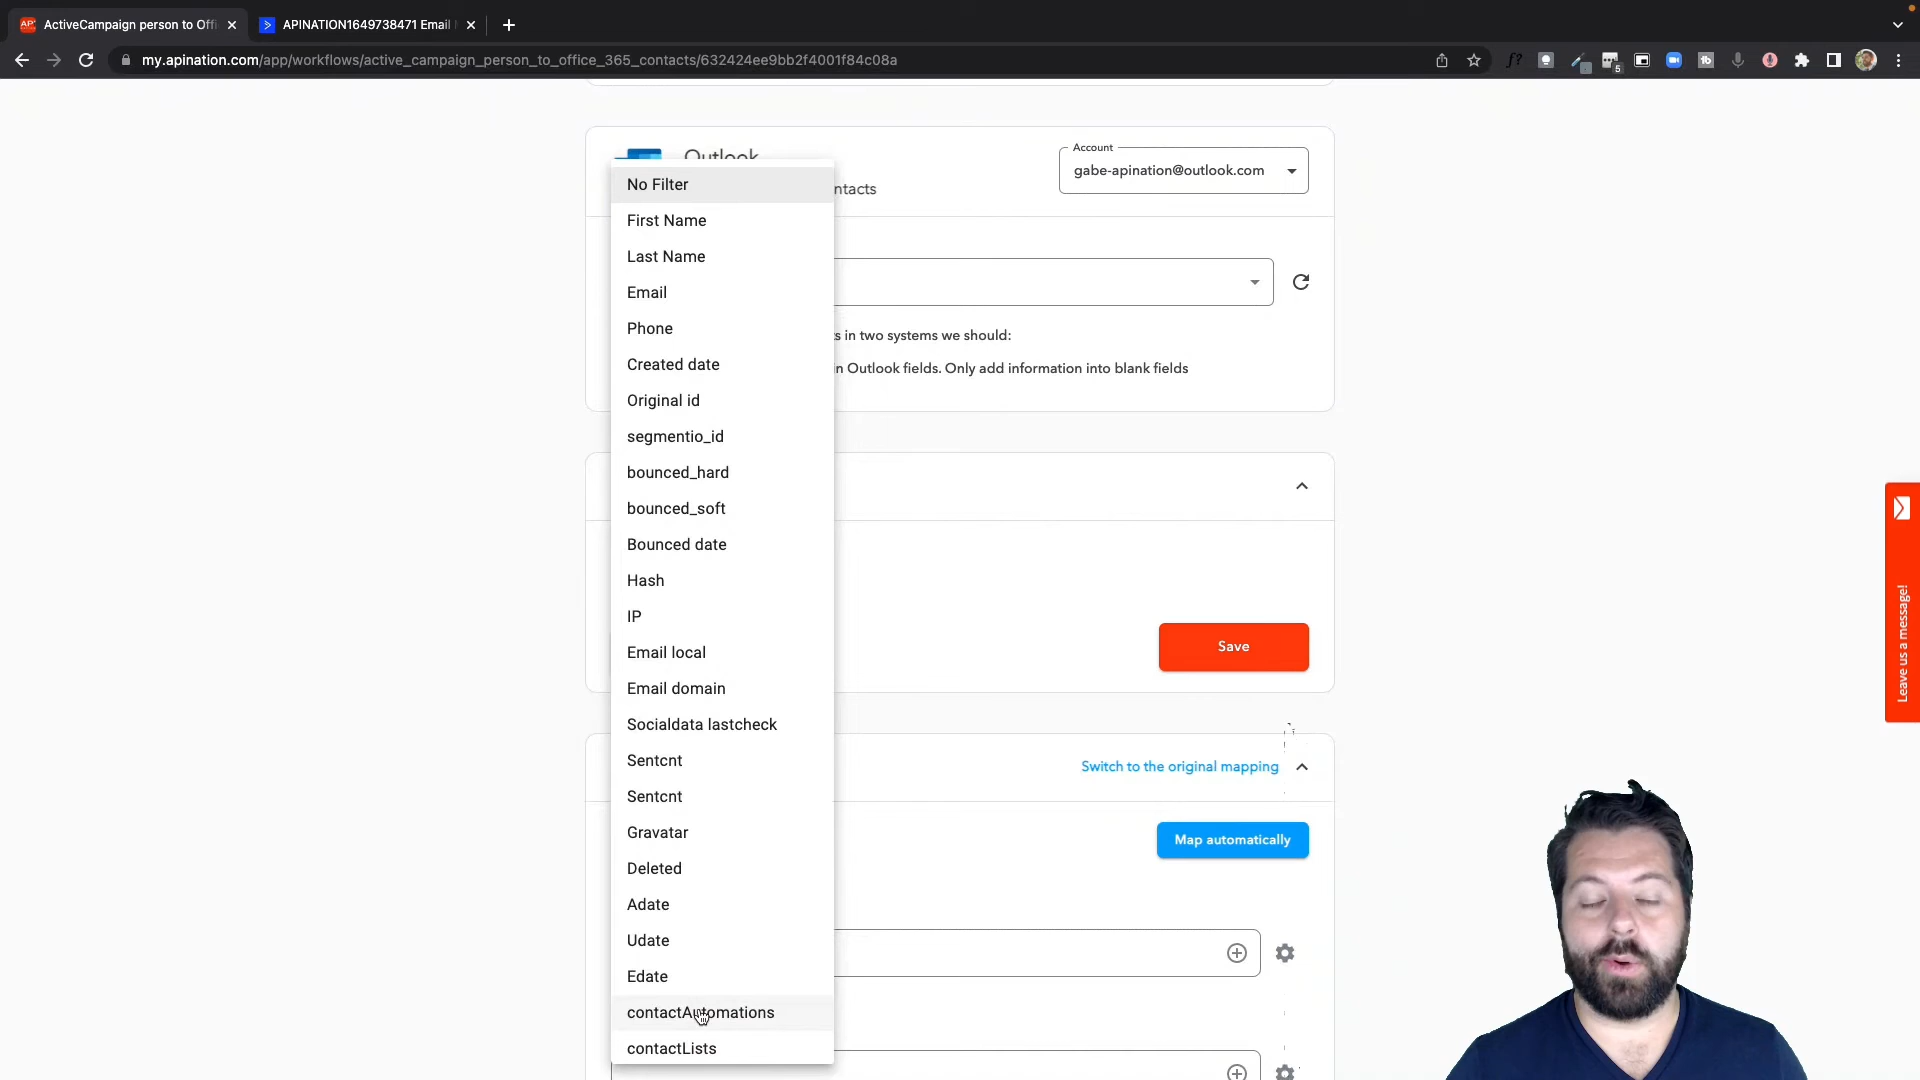 ActiveCampaign person to Offi
APINATION1649738471 Email
my.apination.com/app/workflows/active_campaign_person_to_office_365_contacts/632424ee9bb2f4001f84c08a
5
Outlook
ntacts
Account
gabe-apination@outlook.com
No Filter
First Name
Last Name
Email
Phone
s in two systems we should:
Created date
in Outlook fields. Only add information into blank fields
Original id
segmentio_id
bounced_hard
bounced_soft
Bounced date
Hash
IP
Email local
Save
Email domain
Socialdata lastcheck
Sentcnt
Switch to the original mapping
Sentcnt
Gravatar
Map automatically
Deleted
Adate
Udate
Edate
contactAutomations
contactLists
Leave us a message!